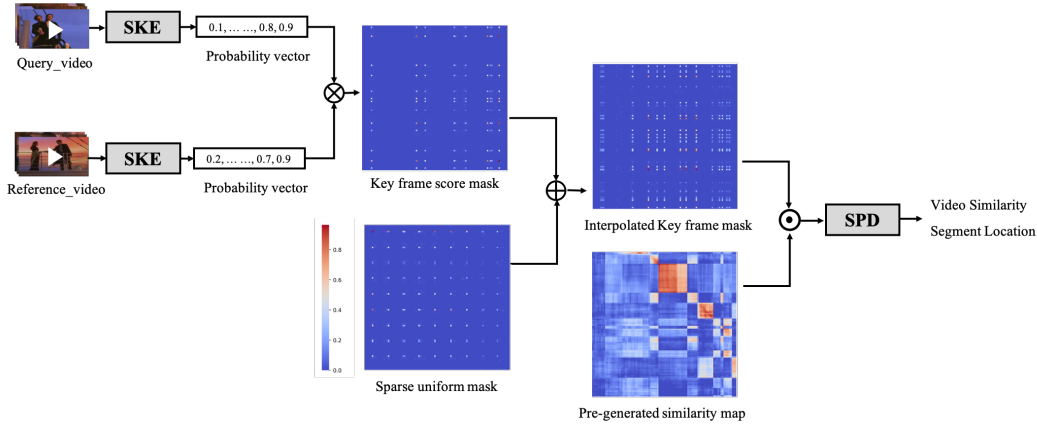 SKE
0.1, … …, 0.8, 0.9
Query_video
Probability vector
SKE
0.2, … …, 0.7, 0.9
Reference_video
Probability vector
Key frame score mask
Interpolated Key frame mask
SPD
Video Similarity
Segment Location
0.8
0.6
0.4
0.2
0.0
Sparse uniform mask
Pre-generated similarity map